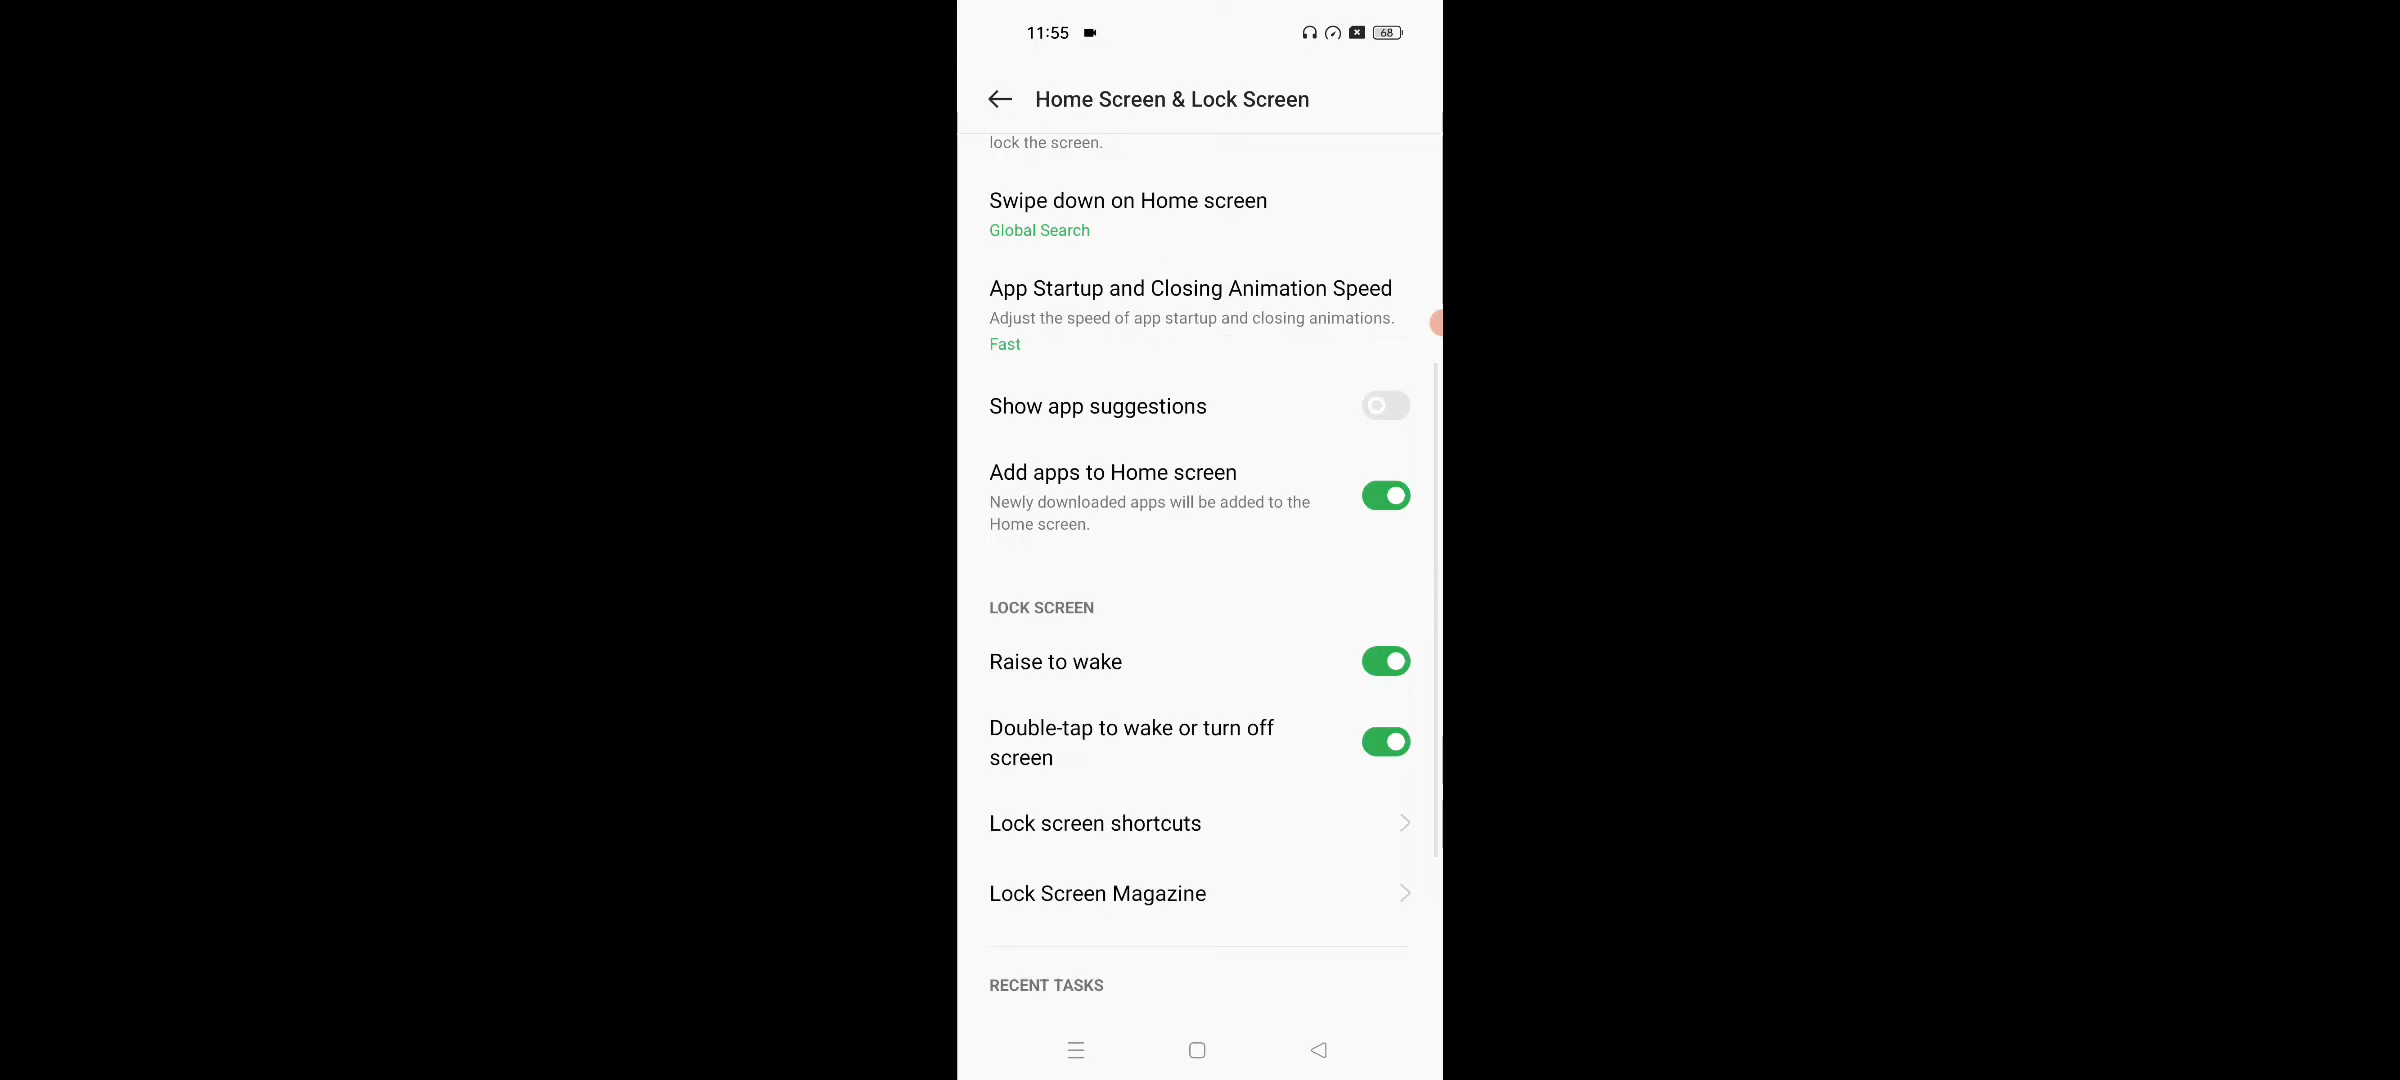 11:55
68
Home Screen & Lock Screen
lock the screen.
Swipe down on Home screen
Global Search
App Startup and Closing Animation Speed
Adjust the speed of app startup and closing animations.
Fast
Show app suggestions
Add apps to Home screen
Newly downloaded apps will be added to the
Home screen.
LOCK SCREEN
Raise to wake
Double-tap to wake or turn off
screen
Lock screen shortcuts
Lock Screen Magazine
RECENT TASKS